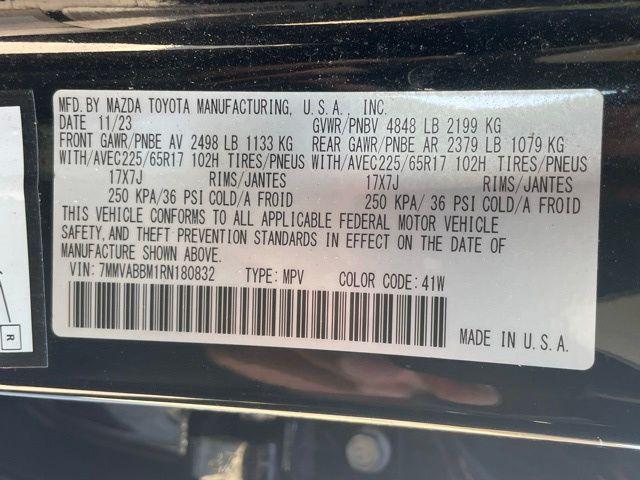 MFD. BY MAZDA TOYOTA MANUFACTURING, U.S.A., INC.
DATE 11/23 GVWR/PNBV 4848 LB 2199 KG
FRONT GAWR/PNBE AV 2498 LB 1133 KG REAR GAWR/PNBE AR 2379 LB 1079 KG
WITH/AVEC225/65R17 102H TIRES/PNEUS WITH/AVEC225/65R17 102H TIRES/PNEUS
17X7J RIMS/JANTES 17X7J RIMS/JANTES
250 KPA/36 PSI COLD/A FROID 250 KPA/ 36 PSI COLD/A FROID
THIS VEHICLE CONFORMS TO ALL APPLICABLE FEDERAL MOTOR VEHICLE
SAFETY, AND THEFT PREVENTION STANDARDS IN EFFECT ON THE DATE OF
MANUFACTURE SHOWN ABOVE.
VIN: 7MMVABBM1RN180832 TYPE: MPV COLOR CODE: 41W
MADE IN U.S.A.
R